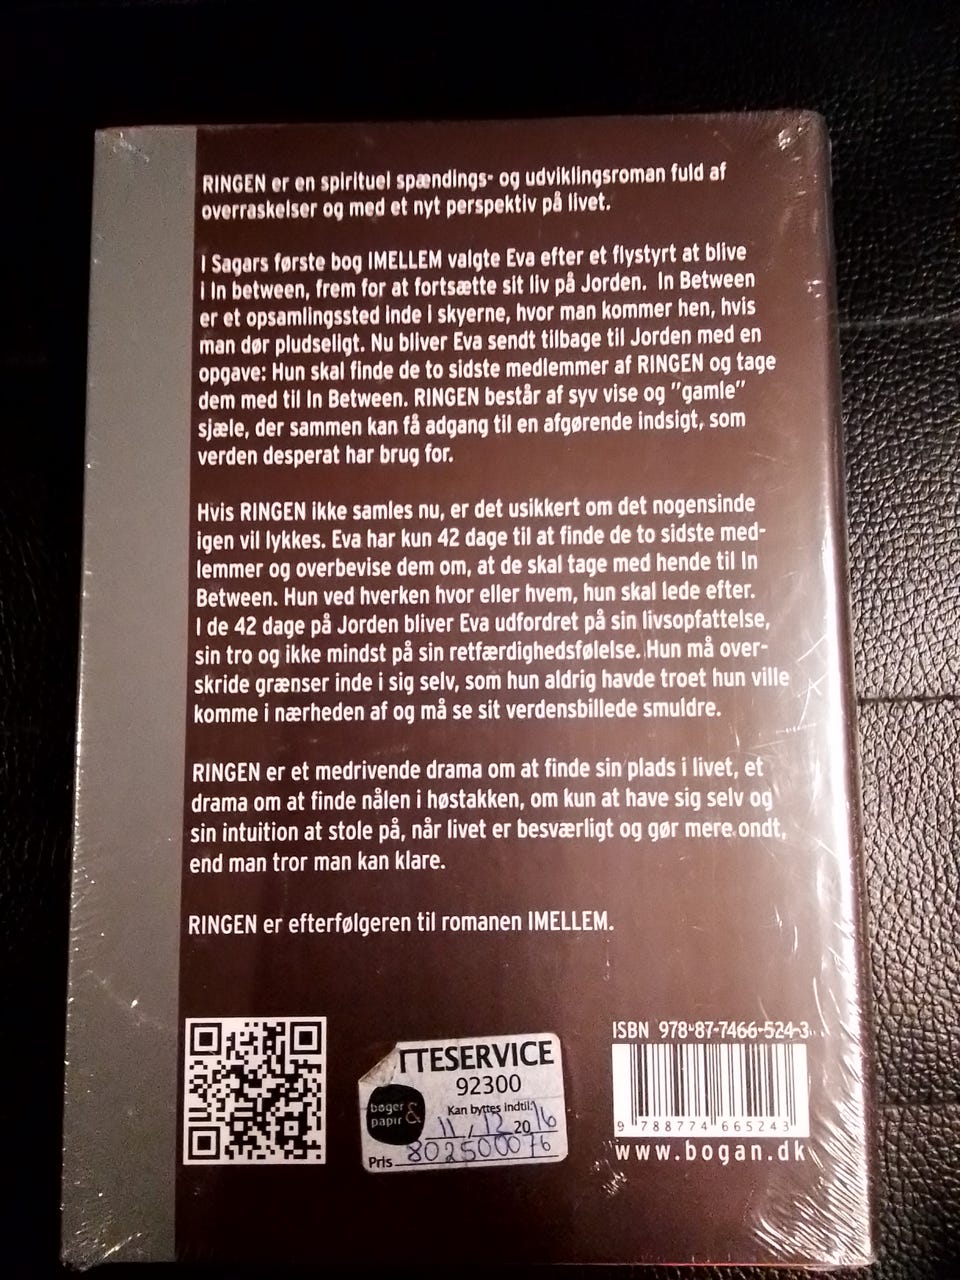 RINGEN er en spirituel spændings- og udviklingsroman fuld af
overraskelser og med et nyt perspektiv på livet.
I Sagars første bog IMELLEM valgte Eva efter et flystyrt at blive
i In between, frem for at fortsætte sit liv på Jorden. In Between
er et opsamlingssted inde i skyerne, hvor man kommer hen, hvis
man dør pludseligt. Nu bliver Eva sendt tilbage til Jorden med en
opgave: Hun skal finde de to sidste medlemmer af RINGEN og tage
dem med til In Between. RINGEN består af syv vise og "gamle"
sjæle, der sammen kan få adgang til en afgørende indsigt, som
verden desperat har brug for.
Hvis RINGEN ikke samles nu, er det usikkert om det nogensinde
igen vil lykkes. Eva har kun 42 dage til at finde de to sidste med-
lemmer og overbevise dem om, at de skal tage med hende til In
Between. Hun ved hverken hvor eller hvem, hun skal lede efter.
I de 42 dage på Jorden bliver Eva udfordret på sin livsopfattelse,
sin tro og ikke mindst på sin retfærdighedsfølelse. Hun må over-
skride grænser inde i sig selv, som hun aldrig havde troet hun ville
komme i nærheden af og må se sit verdensbillede smuldre.
RINGEN er et medrivende drama om at finde sin plads i livet, et
drama om at finde nålen i høstakken, om kun at have sig selv og
sin intuition at stole på, når livet er besværligt og gør mere ondt,
end man tror man kan klare.
RINGEN er efterfølgeren til romanen IMELLEM.
TTESERVICE
92300
bøger &
papir
Kan byttes indtil:
11 / 12 2016
Pris 802500076
ISBN 978-87-7466-524-3
9 788774 665243
www.bogan.dk